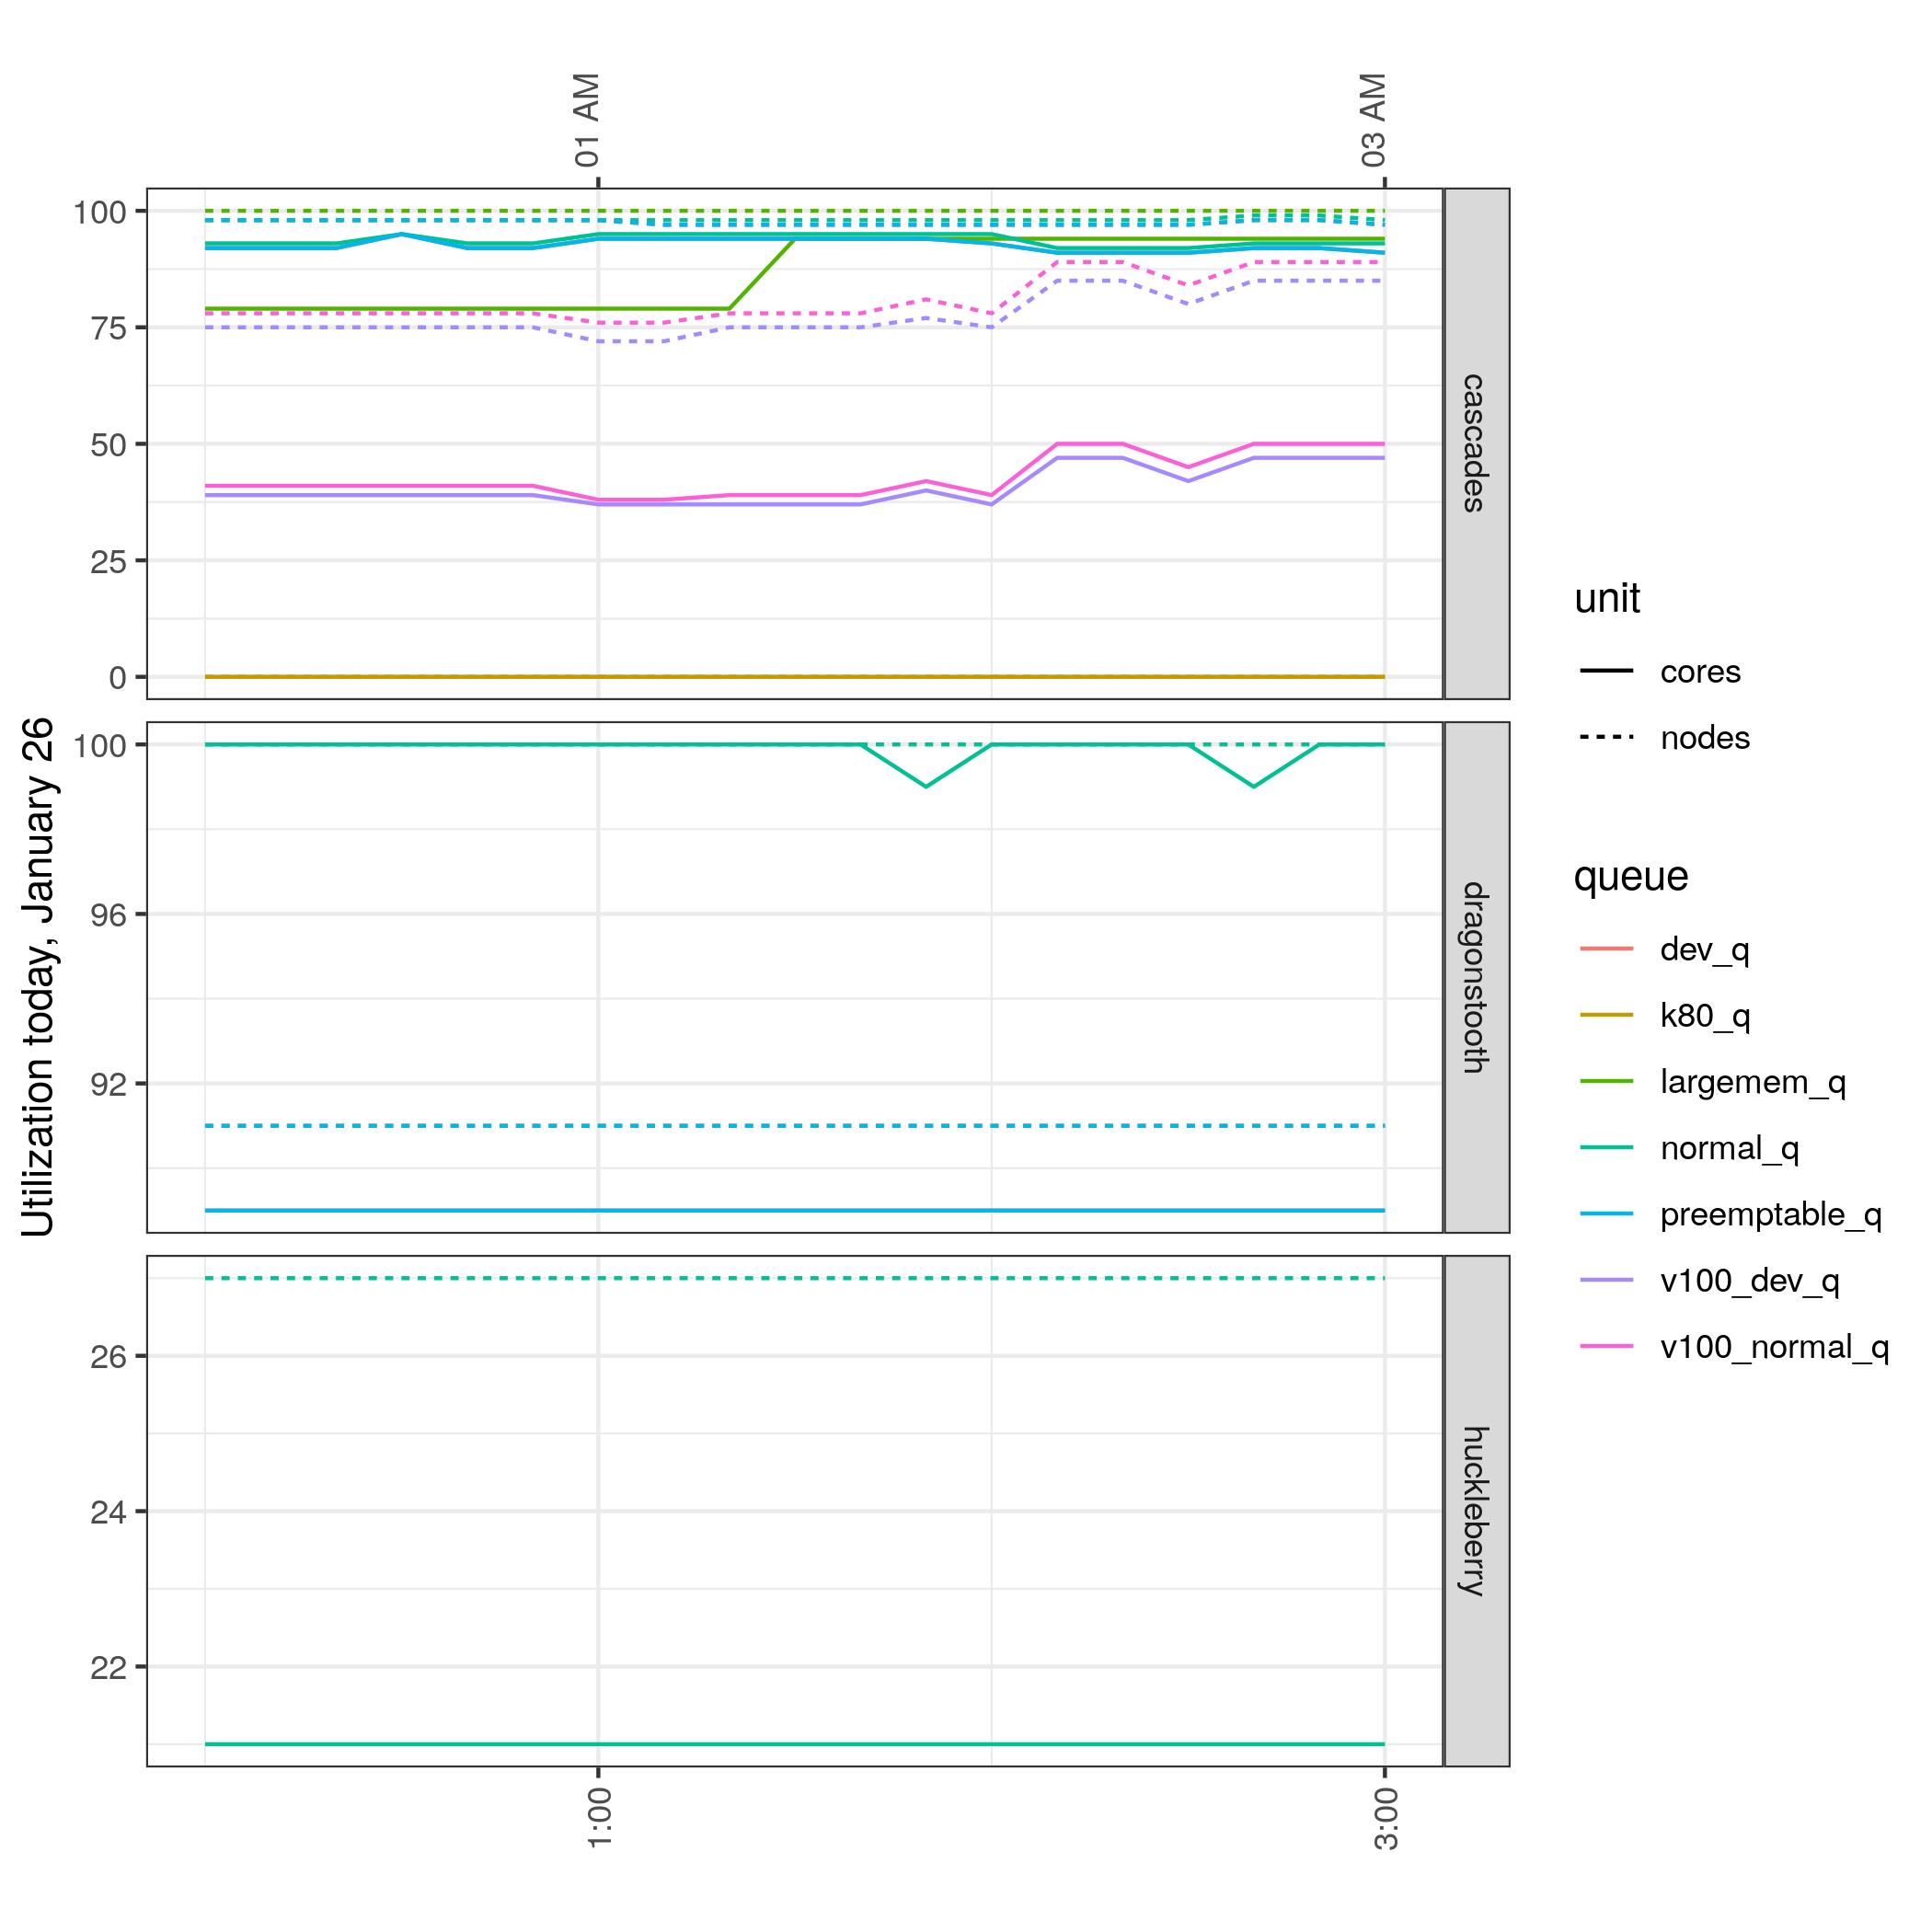 01 AM
03 AM
Utilization today, January 26
100
75
50
25
0
cascades
100
96
92
dragonstooth
26
24
22
huckleberry
1:00
3:00
unit
cores
nodes
queue
dev_q
k80_q
largemem_q
normal_q
preemptable_q
v100_dev_q
v100_normal_q